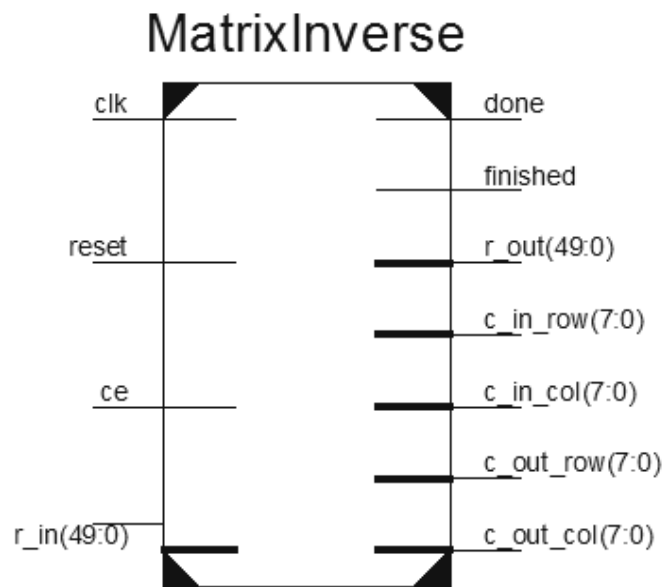 MatrixInverse
clk
done
finished
reset
r_out(49:0)
c_in_row(7:0)
ce
c_in_col(7:0)
c_out_row(7:0)
r_in(49:0)
c_out_col(7:0)